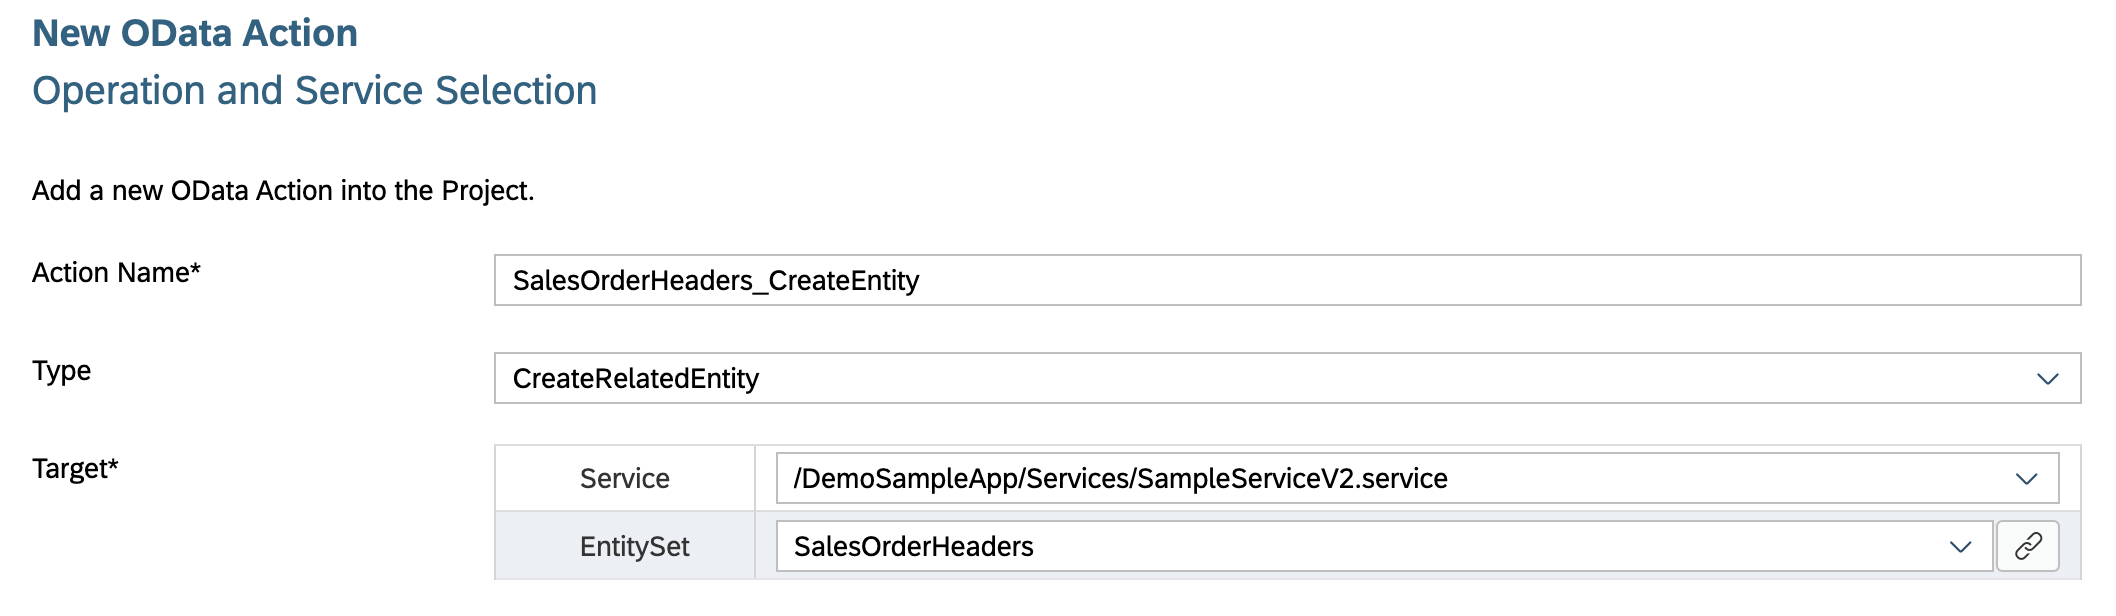 New OData Action
Operation and Service Selection
Add a new OData Action into the Project.
Action Name*
SalesOrderHeaders_CreateEntity
Type
CreateRelatedEntity
Target*
Service
/DemoSampleApp/Services/SampleServiceV2.service
EntitySet
SalesOrderHeaders